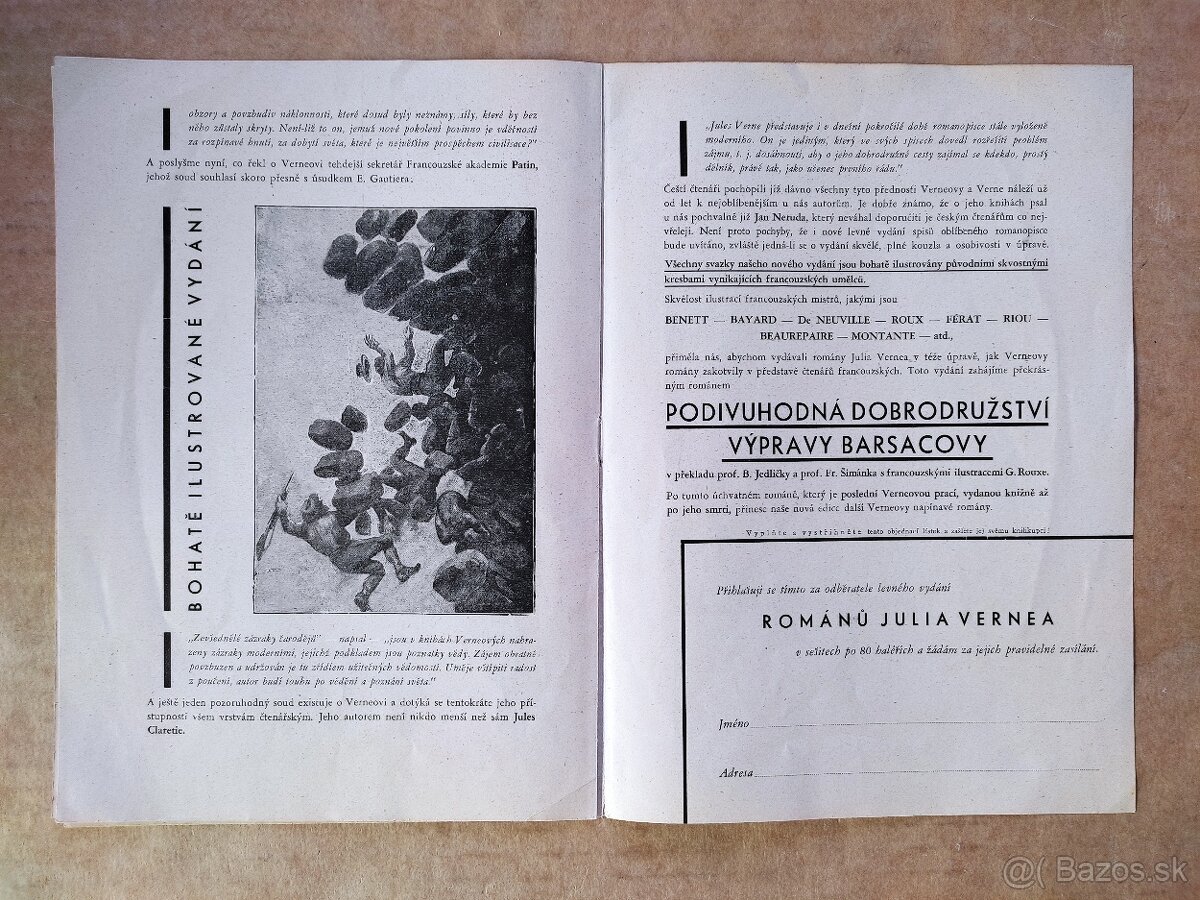 obzory a povzbudiv náklonnosti, které dosud byly neznámy, síly, které by bez
něho zůstaly skryty. Není-liž to on, jemuž nové pokolení povinno je vděčností
za rozpínavé hnutí, za dobytí světa, které je největším prospěchem civilisace?"
A poslyšme nyní, co řekl o Verneovi tehdejší sekretář Francouzské akademie Patin,
jehož soud souhlasí skoro přesně s úsudkem E. Gautiera:
BOHATĚ ILUSTROVANÉ VYDÁNÍ
„Zevšednělé zázraky čarodějů" napsal „jsou v knihách Verneových nahra-
zeny zázraky moderními, jejichž podkladem jsou poznatky vědy. Zájem obratně
povzbuzen a udržován je tu zřídlem užitečných vědomostí. Uměje vštípiti radost
z poučení, autor budí touhu po vědění a poznání světa."
A ještě jeden pozoruhodný soud existuje o Verneovi a dotýká se tentokráte jeho pří-
stupnosti všem vrstvám čtenářským. Jeho autorem není nikdo menší než sám Jules
Claretie.
„Jules Verne představuje i v dnešní pokročilé době romanopisce stále vyloženě
moderního. On je jediným, který ve svých spisech dovedl rozřešiti problém
zájmu, t. j. dosáhnouti, aby o jeho dobrodružné cesty zajímal se kdekdo, prostý
dělník, právě tak, jako učenec prvního řádu."
Čeští čtenáři pochopili již dávno všechny tyto přednosti Verneovy a Verne náleží už
od let k nejoblíbenějším u nás autorům. Je dobře známo, že o jeho knihách psal
u nás pochvalně již Jan Neruda, který neváhal doporučiti je českým čtenářům co nej-
vřeleji. Není proto pochyby, že i nové levné vydání spisů oblíbeného romanopisce
bude uvítáno, zvláště jedná-li se o vydání skvělé, plné kouzla a osobivosti v úpravě.
Všechny svazky našeho nového vydání jsou bohatě ilustrovány původními skvostnými
kresbami vynikajících francouzských umělců.
Skvělost ilustrací francouzských mistrů, jakými jsou
BENETT — BAYARD — De NEUVILLE — ROUX — FÉRAT — RIOU —
BEAUREPAIRE — MONTANTE — atd.,
přiměla nás, abychom vydávali romány Julia Vernea v téže úpravě, jak Verneovy
romány zakotvily v představě čtenářů francouzských. Toto vydání zahájíme překrás-
ným románem
PODIVUHODNÁ DOBRODRUŽSTVÍ
VÝPRAVY BARSACOVY
v překladu prof. B. Jedličky a prof. Fr. Šimánka s francouzskými ilustracemi G. Rouxe.
Po tomto úchvatném románě, který je poslední Verneovou prací, vydanou knižně až
po jeho smrti, přinese naše nová edice další Verneovy napínavé romány.
Vyplňte a vystřihněte tento objednací lístek a zašlete jej svému knihkupci!
Přihlašuji se tímto za odběratele levného vydání
ROMÁNŮ JULIA VERNEA
v sešitech po 80 haléřích a žádám za jejich pravidelné zasílání.
Jméno
Adresa
@( Bazos.sk